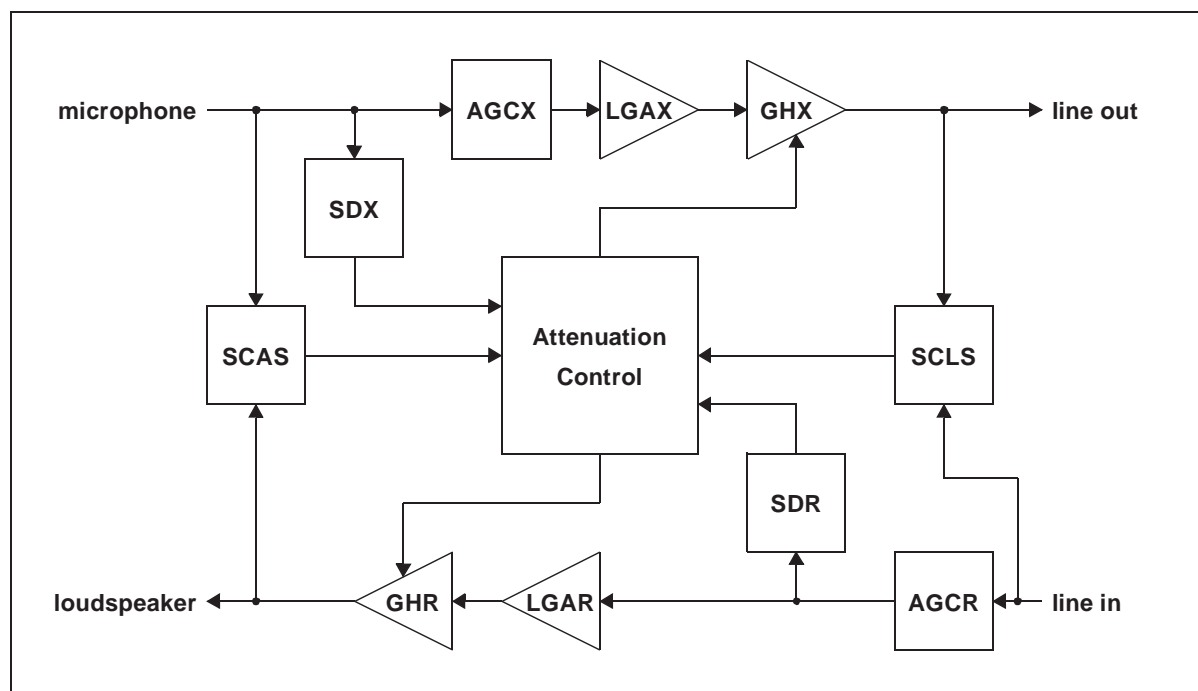 microphone
AGCX
LGAX
GHX
line out
SDX
SCAS
Attenuation
Control
SCLS
SDR
loudspeaker
GHR
LGAR
AGCR
line in